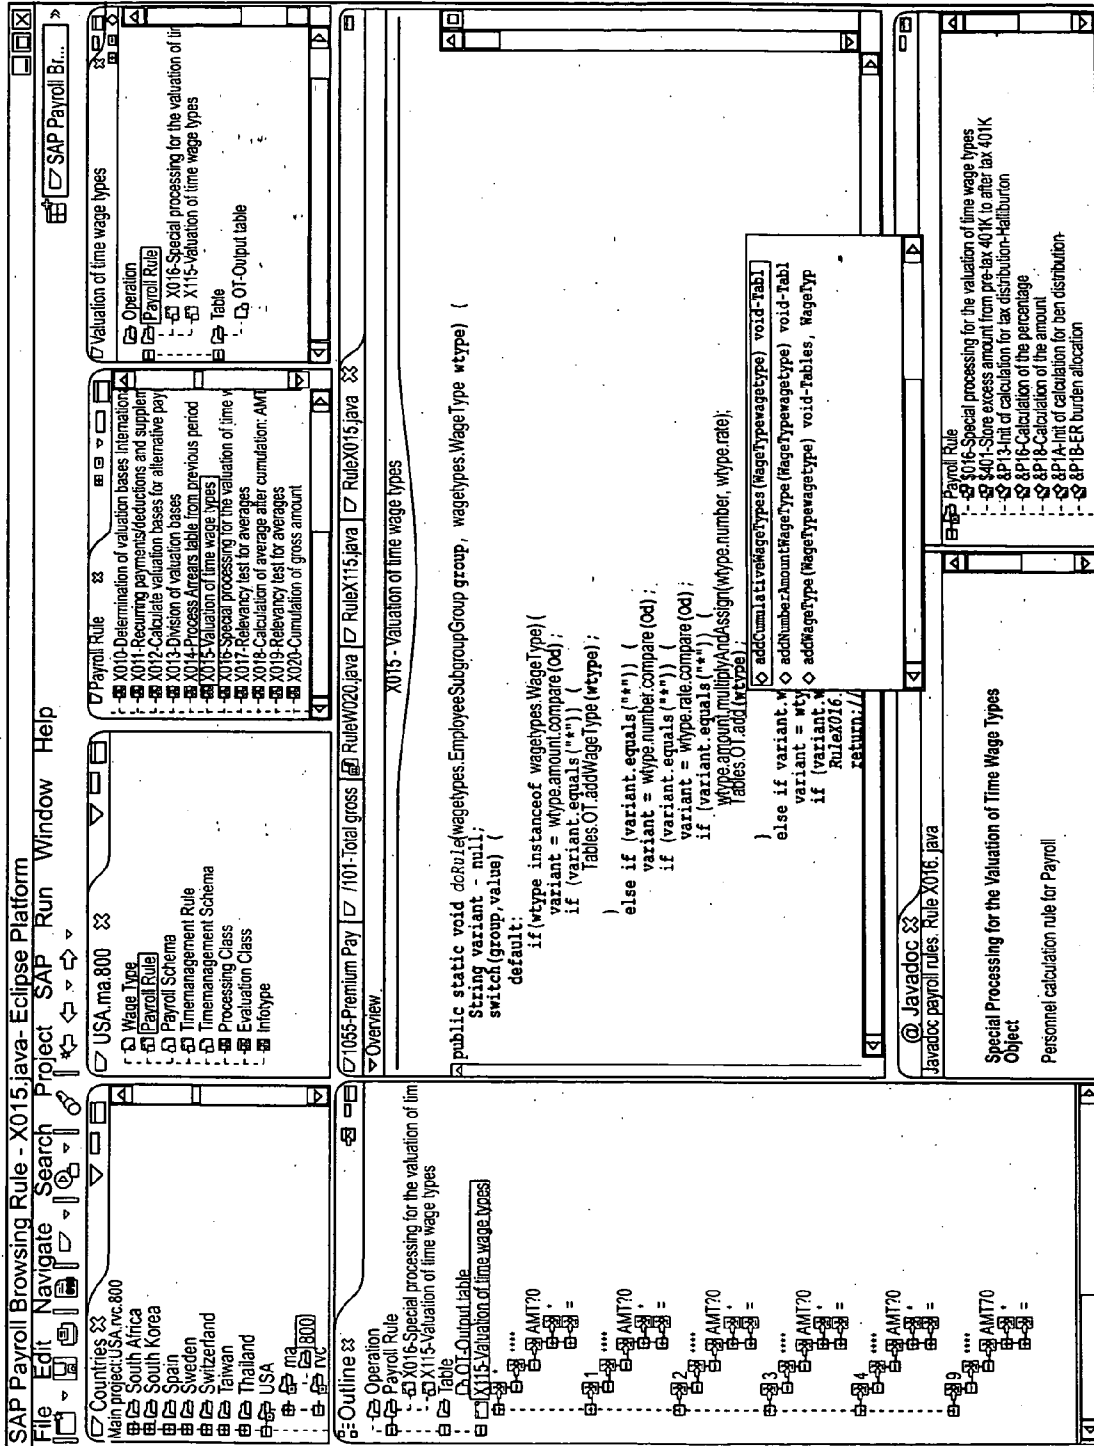 SAP Payroll Browsing Rule - X015.java- Eclipse Platform
File Edit Navigate Search Project SAP Run Window Help
SAP Payroll Br... »
Countries
Main project:USA.rvc.800
South Africa
South Korea
Spain
Sweden
Switzerland
Taiwan
Thailand
USA
ma
800
rvc
USA.ma.800
Wage Type
Payroll Rule
Payroll Schema
Timemanagement Rule
Timemanagement Schema
Processing Class
Evaluation Class
Infotype
Payroll Rule
X010-Determination of valuation bases Internationa
X011-Recurring payments/deductions and supplem
X012-Calculate valuation bases for alternative payı
X013-Division of valuation bases
X014-Process Arrears table from previous period
X015-Valuation of time wage types
X016-Special processing for the valuation of time v
X017-Relevancy test for averages
X018-Calculation of average after cumulation: AMT
X019-Relevancy test for averages
X020-Cumulation of gross amount
Valuation of time wage types
Operation
Payroll Rule
X016-Special processing for the valuation of tir
X115-Valuation of time wage types
Table
OT-Output table
Outline
Operation
Payroll Rule
X016-Special processing for the valuation of tim
X115-Valuation of time wage types
Table
OT-Output table
X115-Valuation of time wage types
*
****
AMT?0
*
=
1
****
AMT?0
*
=
2
****
AMT?0
*
=
3
****
AMT?0
*
=
4
****
AMT?0
*
=
9
****
AMT?0
*
=
1055-Premium Pay /101-Total gross RuleW020.java RuleX115.java RuleX015.java
Overview
X015 - Valuation of time wage types
public static void doRule(wagetypes.EmployeeSubgroupGroup group, wagetypes.WageType wtype) {
String variant - null;
switch(group,value) (
default:
if(wtype instanceof wagetypes.WageType) (
variant = wtype.amount.compare(Od);
if (variant.equals("*")) (
Tables.OT.addWageType(wtype);
)
else if (variant.equals("*")) (
variant = wtype.number.compare(Od);
if (variant.equals("*")) (
variant = wtype.rate.compare(Od);
if (variant.equals("*")) (
wtype.amount.multiplyAndAssign(wtype.number, wtype.rate);
Tables.OT.add(wtype);
)
else if variant.w
variant = wty
if (variant.w
RuleX016
return://
addCumulativeWageTypes(WageTypewagetype) void-Tabl
addNumberAmountWageType(WageTypewagetype) void-Tabl
addWageType(WageTypewagetype) void-Tables, WageTyp
@ Javadoc
Javadoc payroll rules. Rule X016. java
Special Processing for the Valuation of Time Wage Types
Object
Personnel calculation rule for Payroll
Payroll Rule
$016-Special processing for the valuation of time wage types
$401-Store excess amount from pre-tax 401K to after tax 401K
&P13-Init of calculation for tax distribution-Halliburton
&P16-Calculation of the percentage
&P18-Calculation of the amount
&P1A-Init of calculation for ben distribution-
&P1B-ER burden allocation